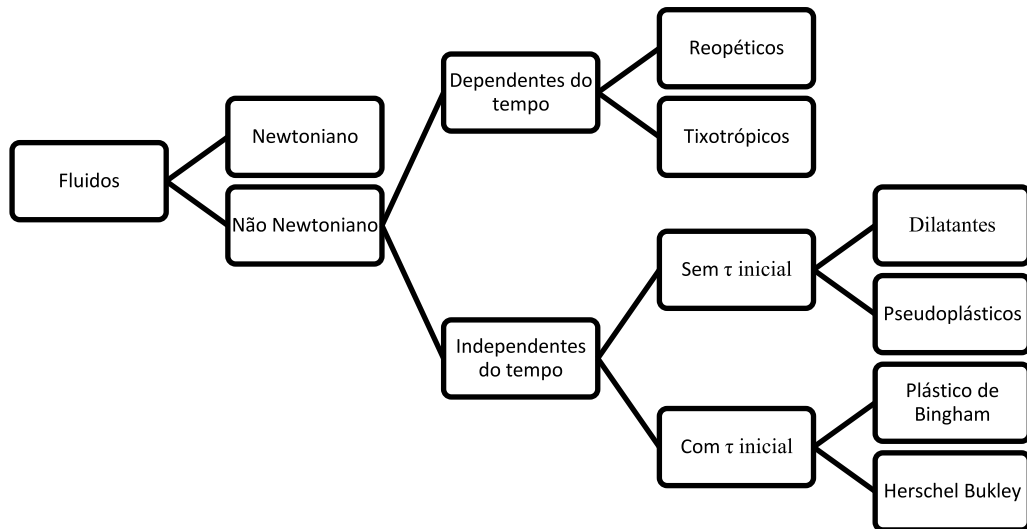 Fluidos
Newtoniano
Não Newtoniano
Dependentes do
tempo
Reopéticos
Tixotrópicos
Independentes
do tempo
Sem τ inicial
Dilatantes
Pseudoplásticos
Com τ inicial
Plástico de
Bingham
Herschel Bukley